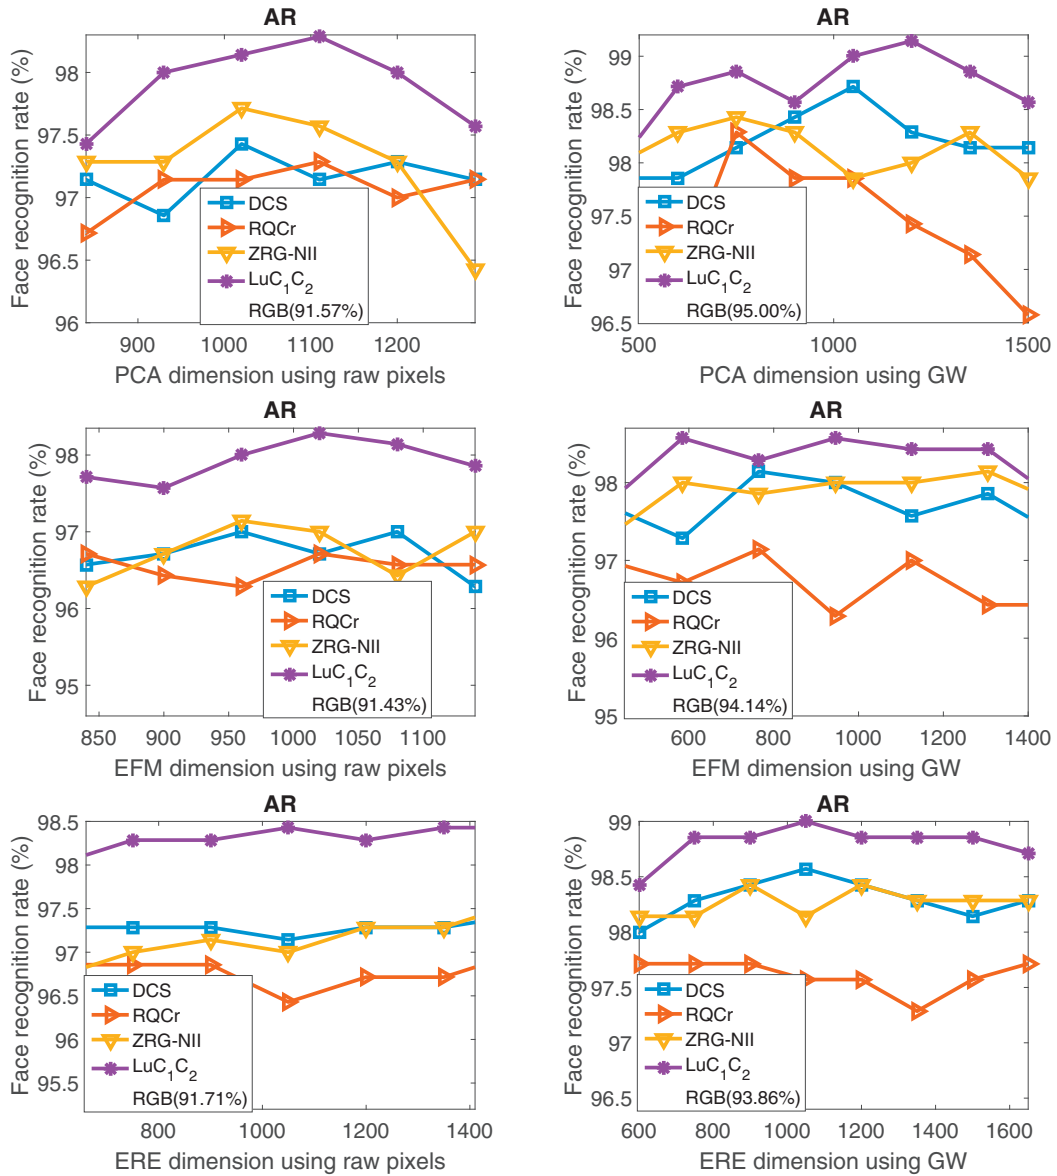 AR
Face recognition rate (%)
98
97.5
97
96.5
96
900
1000
1100
1200
DCS
RQCr
ZRG-NII
LuC₁C₂
RGB(91.57%)
PCA dimension using raw pixels
AR
Face recognition rate (%)
99
98.5
98
97.5
97
96.5
500
1000
1500
DCS
RQCr
ZRG-NII
LuC₁C₂
RGB(95.00%)
PCA dimension using GW
AR
Face recognition rate (%)
98
97
96
95
850
900
950
1000
1050
1100
DCS
RQCr
ZRG-NII
LuC₁C₂
RGB(91.43%)
EFM dimension using raw pixels
AR
Face recognition rate (%)
98
97
96
95
600
800
1000
1200
1400
DCS
RQCr
ZRG-NII
LuC₁C₂
RGB(94.14%)
EFM dimension using GW
AR
Face recognition rate (%)
98.5
98
97.5
97
96.5
96
95.5
800
1000
1200
1400
DCS
RQCr
ZRG-NII
LuC₁C₂
RGB(91.71%)
ERE dimension using raw pixels
AR
Face recognition rate (%)
99
98.5
98
97.5
97
96.5
600
800
1000
1200
1400
1600
DCS
RQCr
ZRG-NII
LuC₁C₂
RGB(93.86%)
ERE dimension using GW